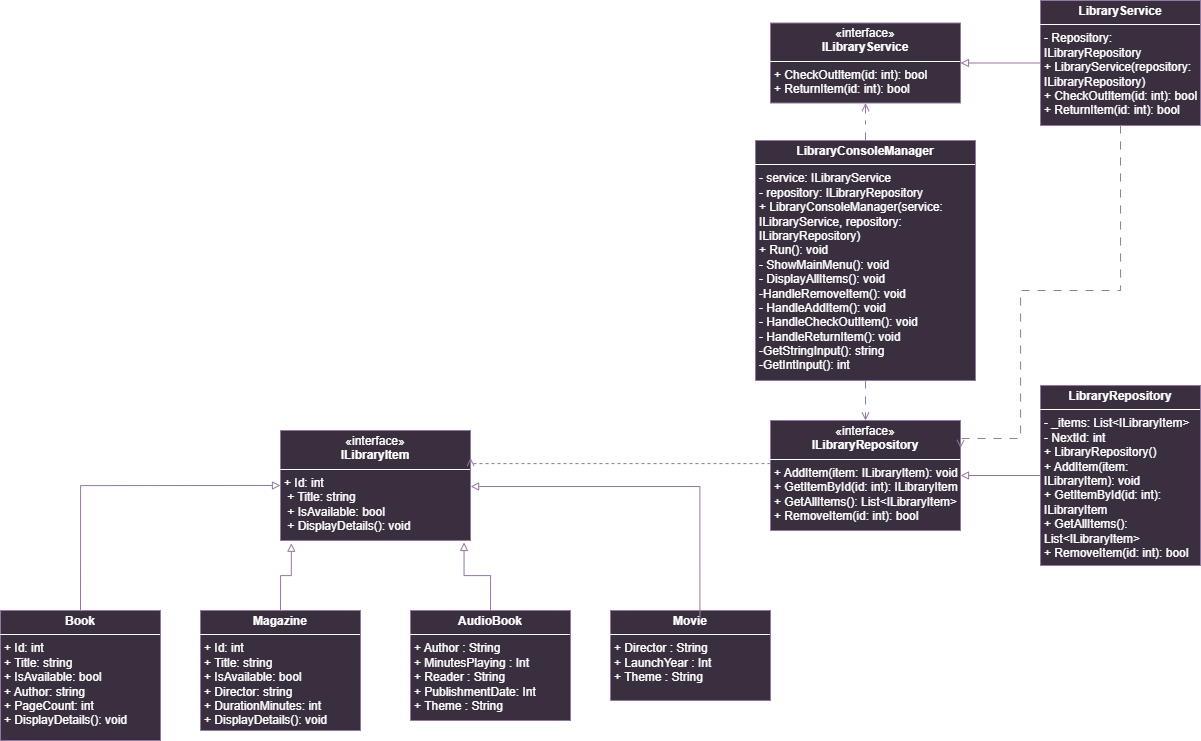 «interface»
ILibraryService
+ CheckOutItem(id: int): bool
+ ReturnItem(id: int): bool
LibraryService
- Repository:
ILibraryRepository
+ LibraryService(repository:
ILibraryRepository)
+ CheckOutItem(id: int): bool
+ ReturnItem(id: int): bool
LibraryConsoleManager
- service: ILibraryService
- repository: ILibraryRepository
+ LibraryConsoleManager(service:
ILibraryService, repository:
ILibraryRepository)
+ Run(): void
- ShowMainMenu(): void
- DisplayAllItems(): void
-HandleRemoveItem(): void
- HandleAddItem(): void
- HandleCheckOutItem(): void
- HandleReturnItem(): void
-GetStringInput(): string
-GetIntInput(): int
«interface»
ILibraryItem
+ Id: int
+ Title: string
+ IsAvailable: bool
+ DisplayDetails(): void
«interface»
ILibraryRepository
+ AddItem(item: ILibraryItem): void
+ GetItemById(id: int): ILibraryItem
+ GetAllItems(): List<ILibraryItem>
+ RemoveItem(id: int): bool
LibraryRepository
- _items: List<ILibraryItem>
- NextId: int
+ LibraryRepository()
+ AddItem(item:
ILibraryItem): void
+ GetItemById(id: int):
ILibraryItem
+ GetAllItems():
List<ILibraryItem>
+ RemoveItem(id: int): bool
Book
+ Id: int
+ Title: string
+ IsAvailable: bool
+ Author: string
+ PageCount: int
+ DisplayDetails(): void
Magazine
+ Id: int
+ Title: string
+ IsAvailable: bool
+ Director: string
+ DurationMinutes: int
+ DisplayDetails(): void
AudioBook
+ Author : String
+ MinutesPlaying : Int
+ Reader : String
+ PublishmentDate: Int
+ Theme : String
Movie
+ Director : String
+ LaunchYear : Int
+ Theme : String